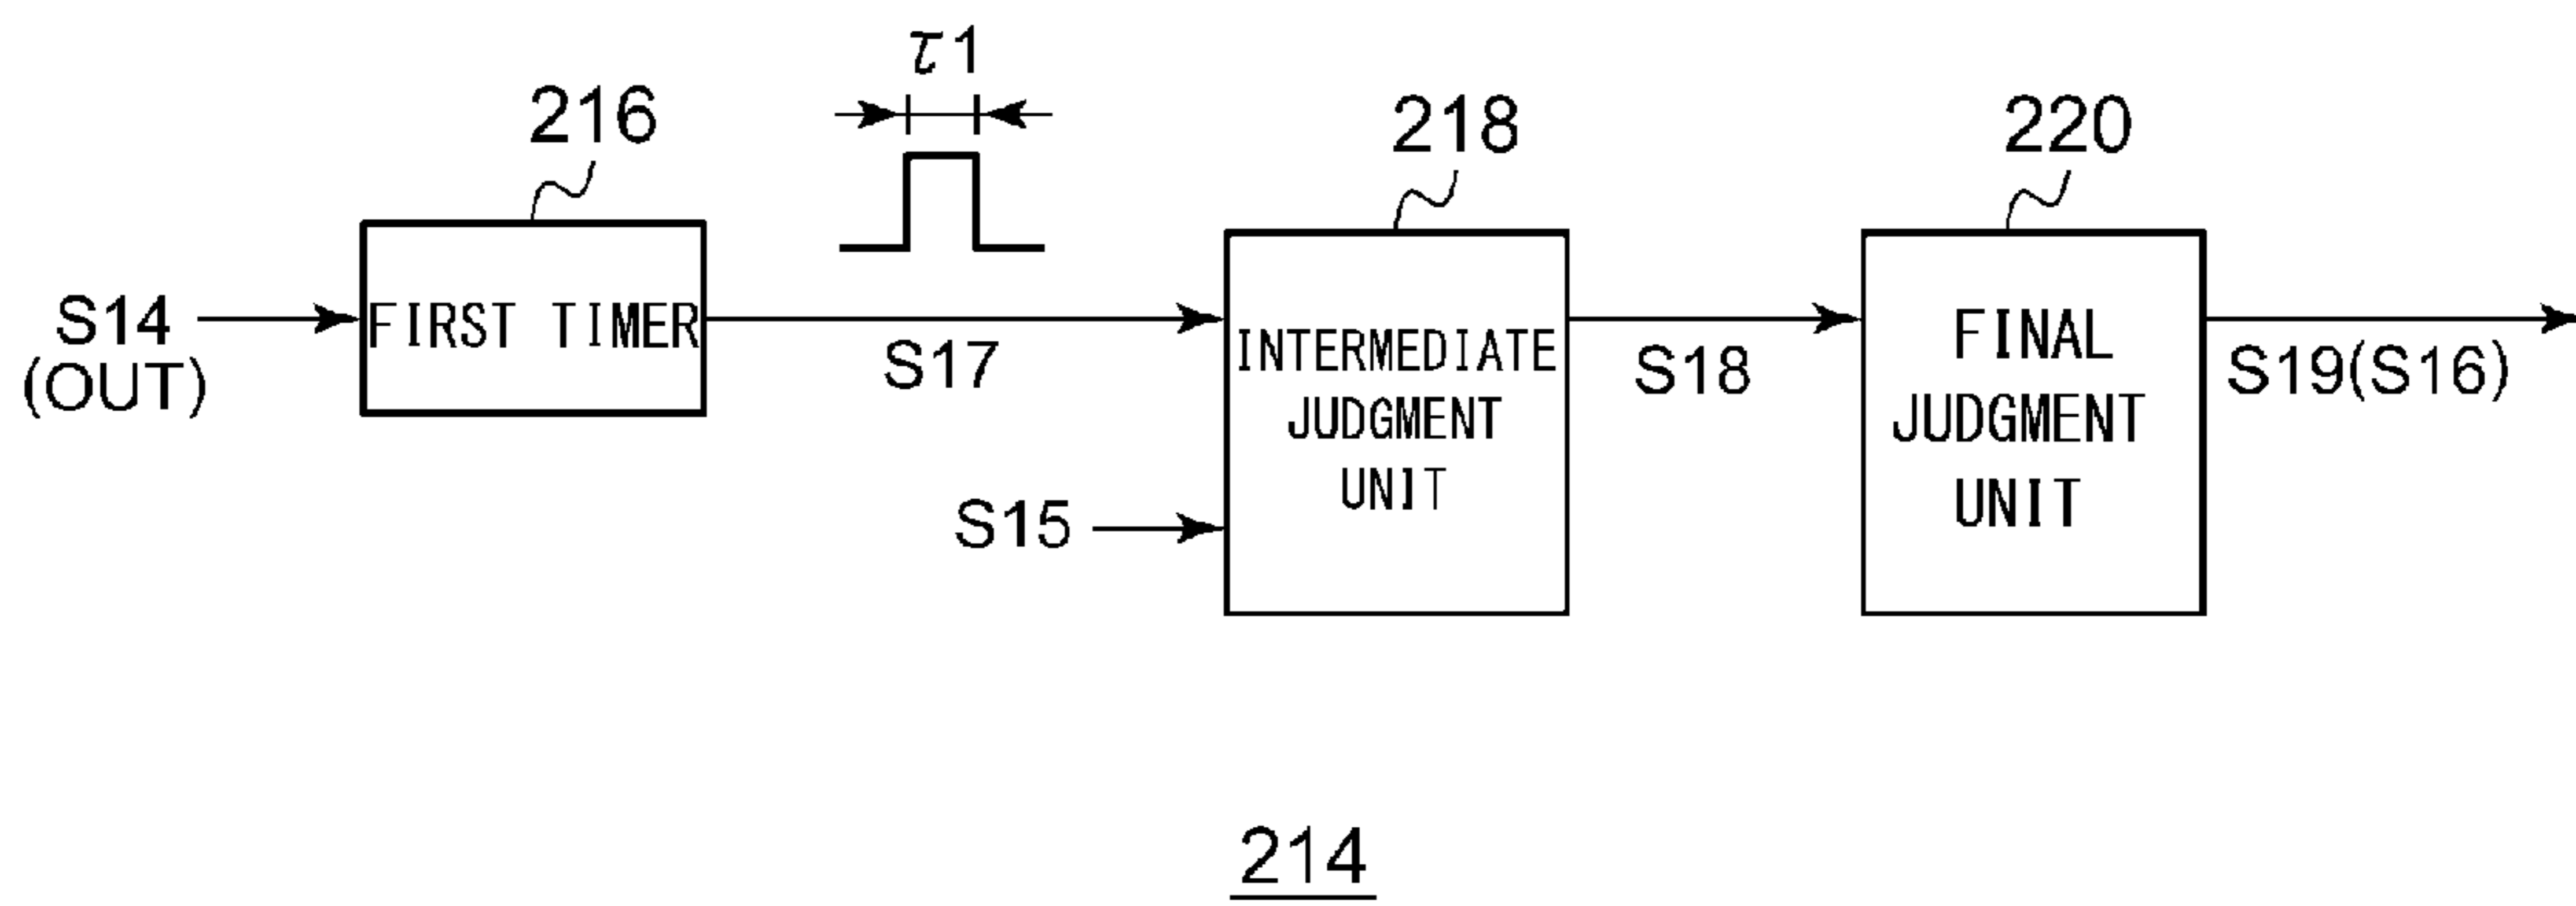 τ1
216
218
220
S14
(OUT)
FIRST TIMER
S17
S15
INTERMEDIATE
JUDGMENT
UNIT
S18
FINAL
JUDGMENT
UNIT
S19(S16)
214